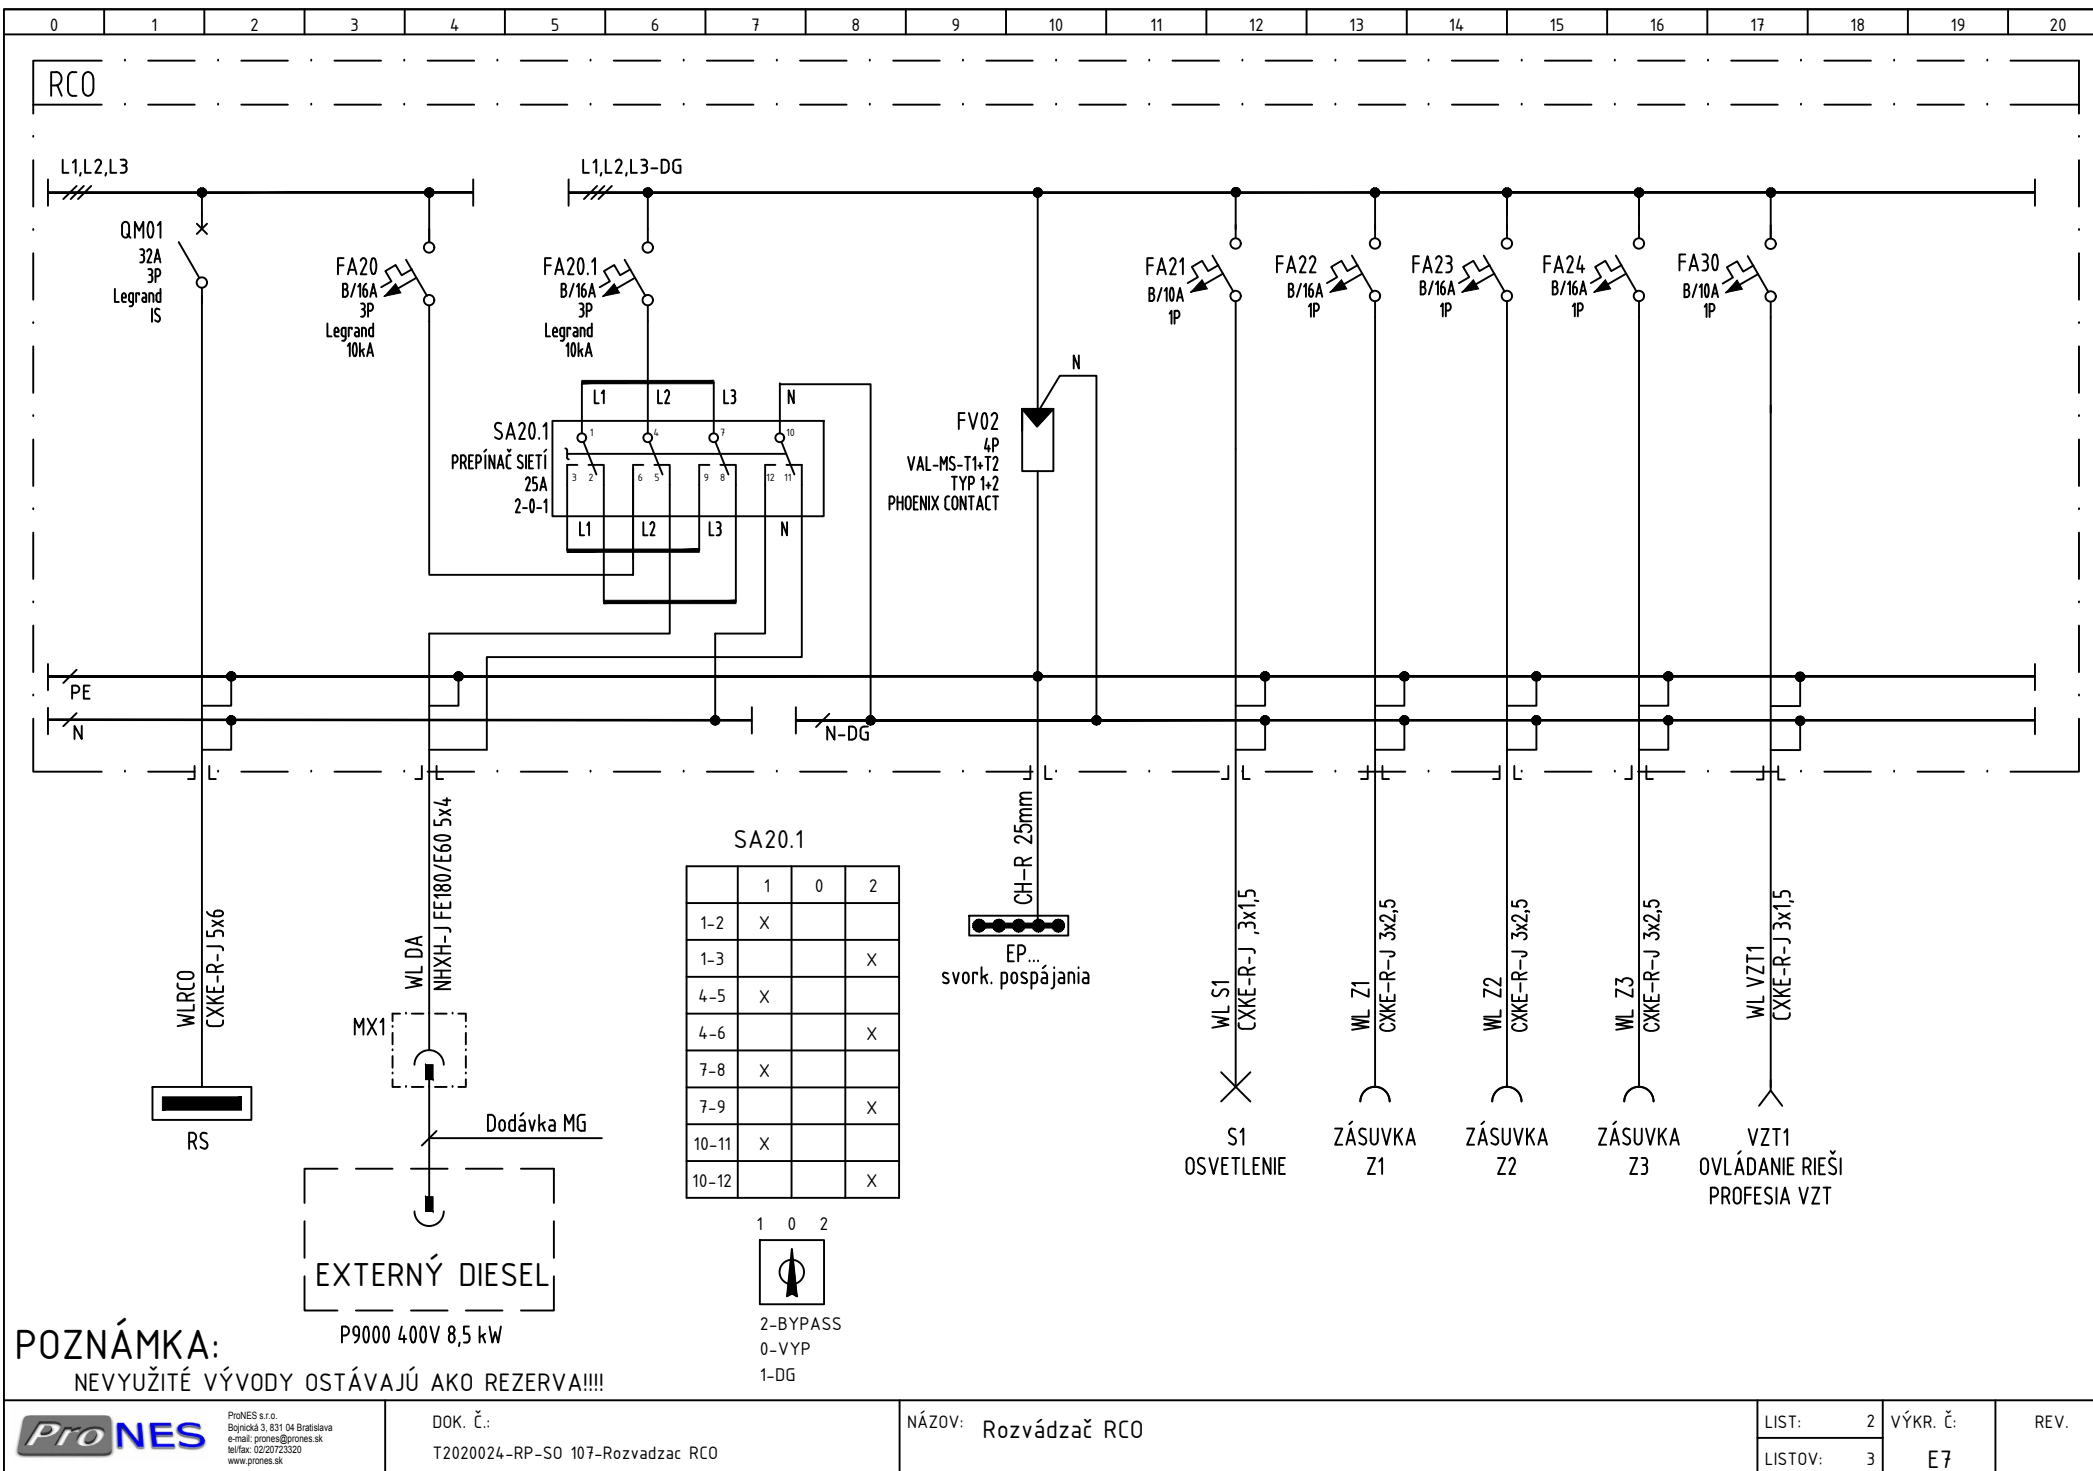 0 1 2 3 4 5 6 7 8 9 10 11 12 13 14 15 16 17 18 19 20
RCO
L1,L2,L3
L1,L2,L3-DG
QM01
32A
3P
Legrand
IS
FA20
B/16A
3P
Legrand
10kA
FA20.1
B/16A
3P
Legrand
10kA
FA21
B/10A
1P
FA22
B/16A
1P
FA23
B/16A
1P
FA24
B/16A
1P
FA30
B/10A
1P
L1 L2 L3 N
SA20.1
PREPÍNAČ SIETÍ
25A
2-0-1
1 4 7 10
3 2 6 5 9 8 12 11
L1 L2 L3 N
N
FV02
4P
VAL-MS-T1+T2
TYP 1+2
PHOENIX CONTACT
PE
N
N-DG
WLRCO
CXKE-R-J 5x6
RS
WL DA
NHXH-J FE180/E60 5x4
MX1
Dodávka MG
EXTERNÝ DIESEL
P9000 400V 8,5 kW
SA20.1
1 0 2
1-2 X
1-3 X
4-5 X
4-6 X
7-8 X
7-9 X
10-11 X
10-12 X
1 0 2
2-BYPASS
0-VYP
1-DG
CH-R 25mm
EP...
svork. pospájania
WL S1
CXKE-R-J ,3x1,5
S1
OSVETLENIE
WL Z1
CXKE-R-J 3x2,5
ZÁSUVKA
Z1
WL Z2
CXKE-R-J 3x2,5
ZÁSUVKA
Z2
WL Z3
CXKE-R-J 3x2,5
ZÁSUVKA
Z3
WL VZT1
CXKE-R-J 3x1,5
VZT1
OVLÁDANIE RIEŠI
PROFESIA VZT
POZNÁMKA:
NEVYUŽITÉ VÝVODY OSTÁVAJÚ AKO REZERVA!!!!
Pro NES
ProNES s.r.o.
Bojnická 3, 831 04 Bratislava
e-mail: prones@prones.sk
tel/fax: 02/20723320
www.prones.sk
DOK. Č.:
T2020024-RP-SO 107-Rozvadzac RCO
NÁZOV: Rozvádzač RCO
LIST: 2
LISTOV: 3
VÝKR. Č:
E7
REV.